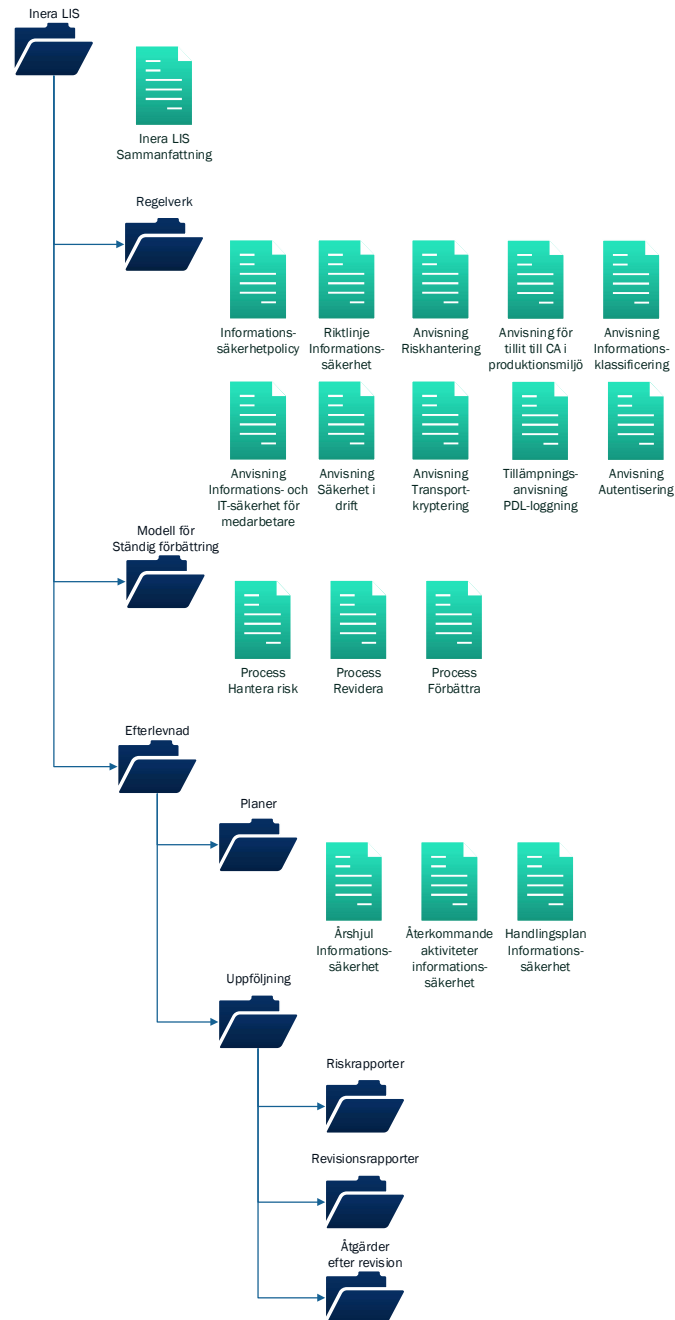 Inera LIS
Inera LIS
Sammanfattning
Regelverk
Informations-
säkerhetpolicy
Riktlinje
Informations-
säkerhet
Anvisning
Riskhantering
Anvisning för
tillit till CA i
produktionsmiljö
Anvisning
Informations-
klassificering
Anvisning
Informations- och
IT-säkerhet för
medarbetare
Anvisning
Säkerhet i
drift
Anvisning
Transport-
kryptering
Tillämpnings-
anvisning
PDL-loggning
Anvisning
Autentisering
Modell för
Ständig förbättring
Process
Hantera risk
Process
Revidera
Process
Förbättra
Efterlevnad
Planer
Årshjul
Informations-
säkerhet
Återkommande
aktiviteter
informations-
säkerhet
Handlingsplan
Informations-
säkerhet
Uppföljning
Riskrapporter
Revisionsrapporter
Åtgärder
efter revision